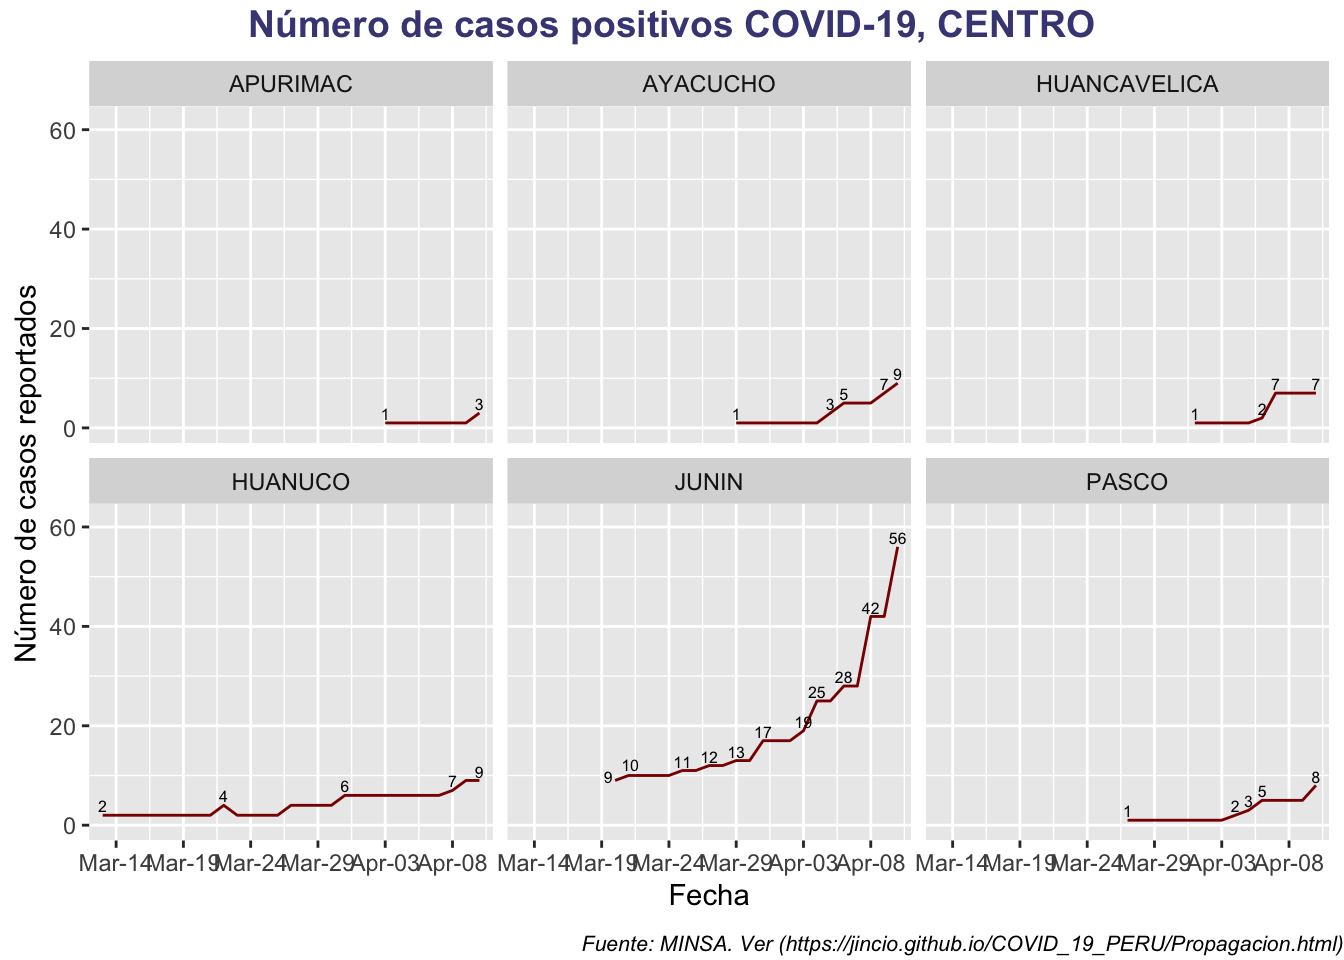 Número de casos positivos COVID-19, CENTRO
APURIMAC AYACUCHO HUANCAVELICA
60
40
20
0
1 3
1 3 5 7 9
1 2 7 7
Número de casos reportados
HUANUCO JUNIN PASCO
60
40
20
0
2 4 6 7 9
9 10 11 12 13 17 19 25 28 42 56
1 2 3 5 8
Mar-14 Mar-19 Mar-24 Mar-29 Apr-03 Apr-08 Mar-14 Mar-19 Mar-24 Mar-29 Apr-03 Apr-08 Mar-14 Mar-19 Mar-24 Mar-29 Apr-03 Apr-08
Fecha
Fuente: MINSA. Ver (https://jincio.github.io/COVID_19_PERU/Propagacion.html)